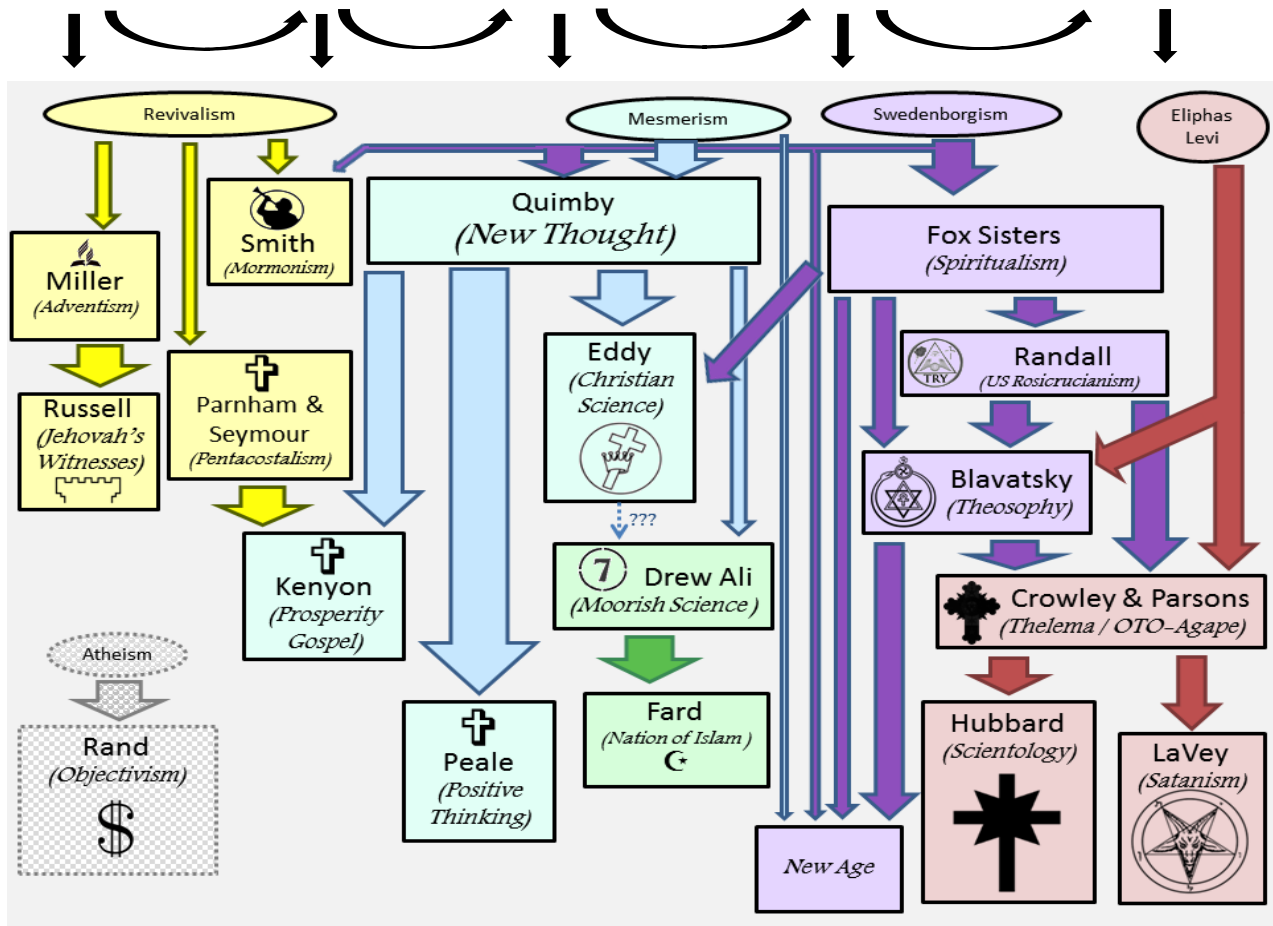 Revivalism
Mesmerism
Swedenborgism
Eliphas
Levi
Smith
(Mormonism)
Quimby
(New Thought)
Fox Sisters
(Spiritualism)
Miller
(Adventism)
Eddy
(Christian
Science)
TRY
Randall
(US Rosicrucianism)
Russell
(Jehovah's
Witnesses)
Parnham &
Seymour
(Pentacostalism)
Blavatsky
(Theosophy)
???
Kenyon
(Prosperity
Gospel)
7
Drew Ali
(Moorish Science )
Crowley & Parsons
(Thelema / OTO-Agape)
Atheism
Rand
(Objectivism)
$
Peale
(Positive
Thinking)
Fard
(Nation of Islam )
Hubbard
(Scientology)
LaVey
(Satanism)
New Age